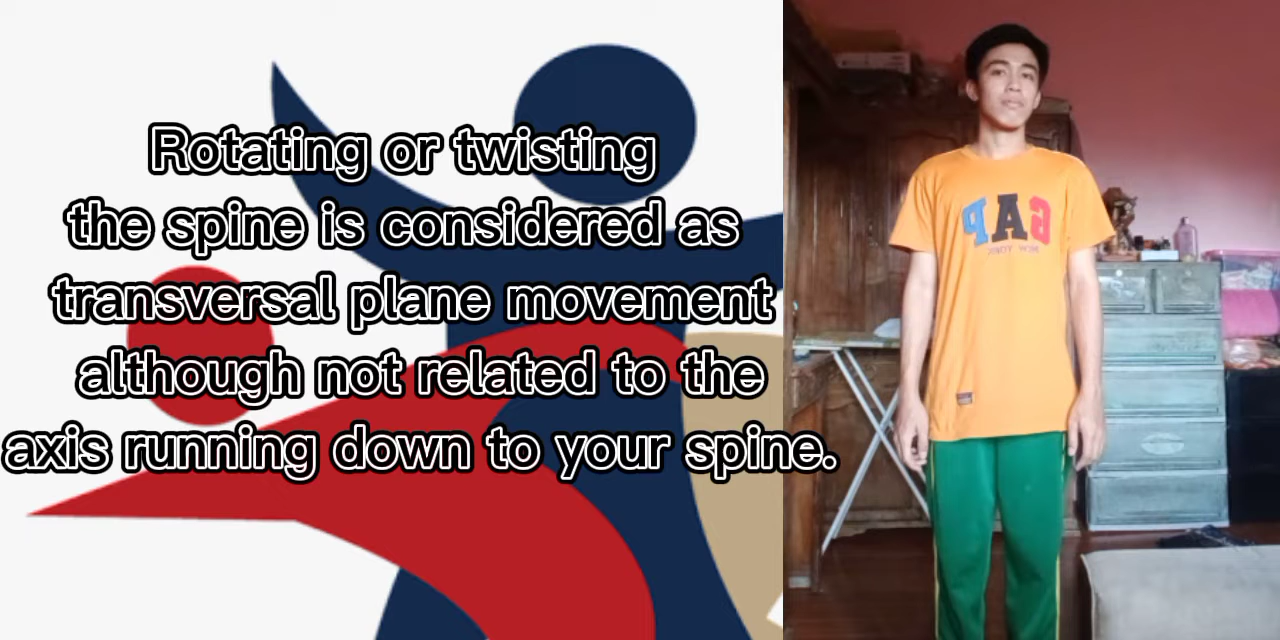 Rotating or twisting
the spine is considered as
transversal plane movement
although not related to the
axis running down to your spine.
GAP